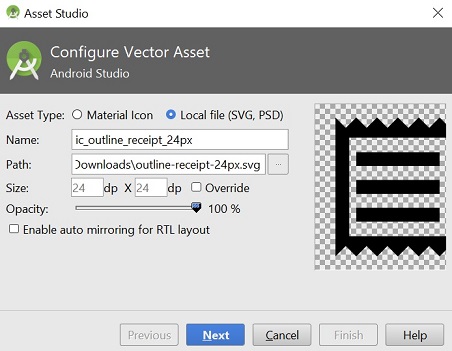 Asset Studio
Configure Vector Asset
Android Studio
Asset Type: Material Icon Local file (SVG, PSD)
Name: ic_outline_receipt_24px
Path: Downloads\outline-receipt-24px.svg ...
Size: 24 dp X 24 dp Override
Opacity: 100 %
Enable auto mirroring for RTL layout
Previous Next Cancel Finish Help